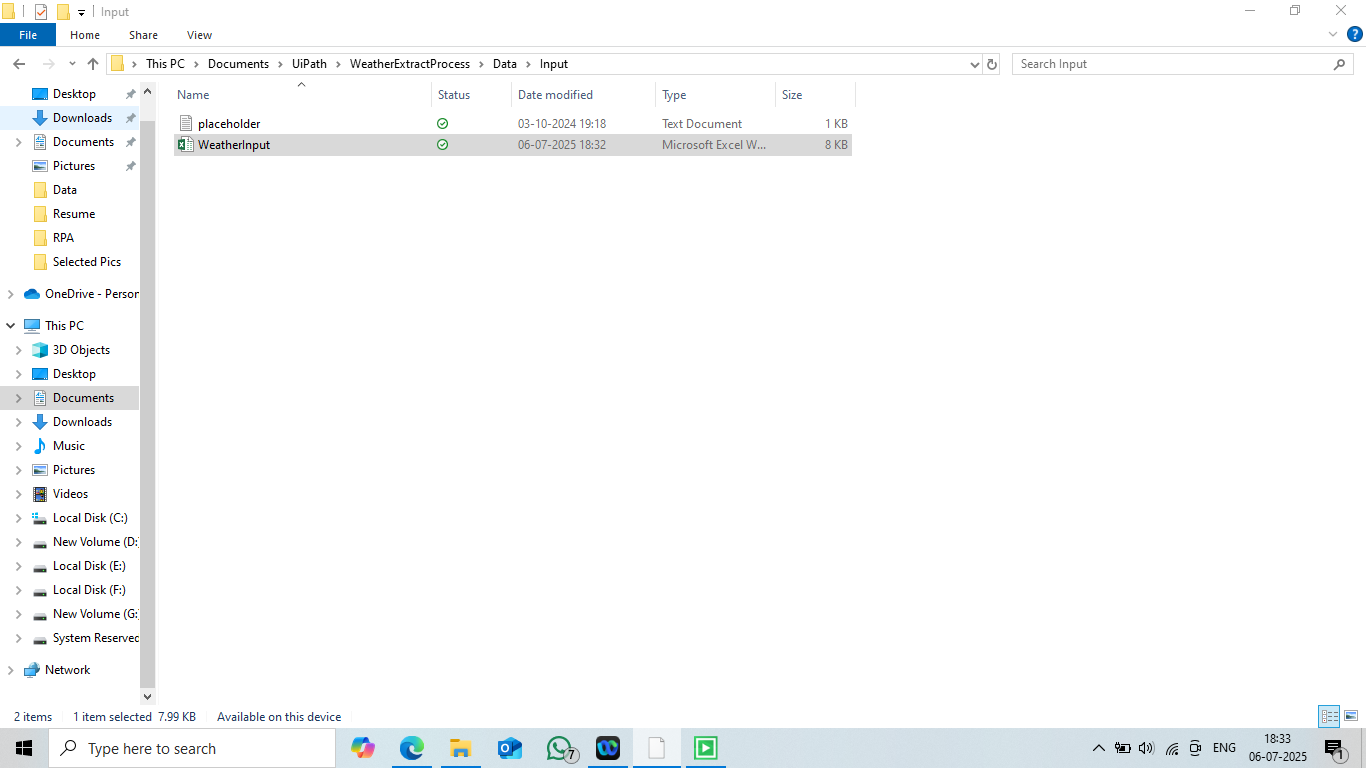 Input
File Home Share View
This PC Documents UiPath WeatherExtractProcess Data Input
Search Input
Name Status Date modified Type Size
placeholder 03-10-2024 19:18 Text Document 1 KB
WeatherInput 06-07-2025 18:32 Microsoft Excel W... 8 KB
Desktop
Downloads
Documents
Pictures
Data
Resume
RPA
Selected Pics
OneDrive - Person
This PC
3D Objects
Desktop
Documents
Downloads
Music
Pictures
Videos
Local Disk (C:)
New Volume (D:)
Local Disk (E:)
Local Disk (F:)
New Volume (G:
System Reserved
Network
2 items 1 item selected 7.99 KB Available on this device
Type here to search
7
ENG
18:33
06-07-2025
1